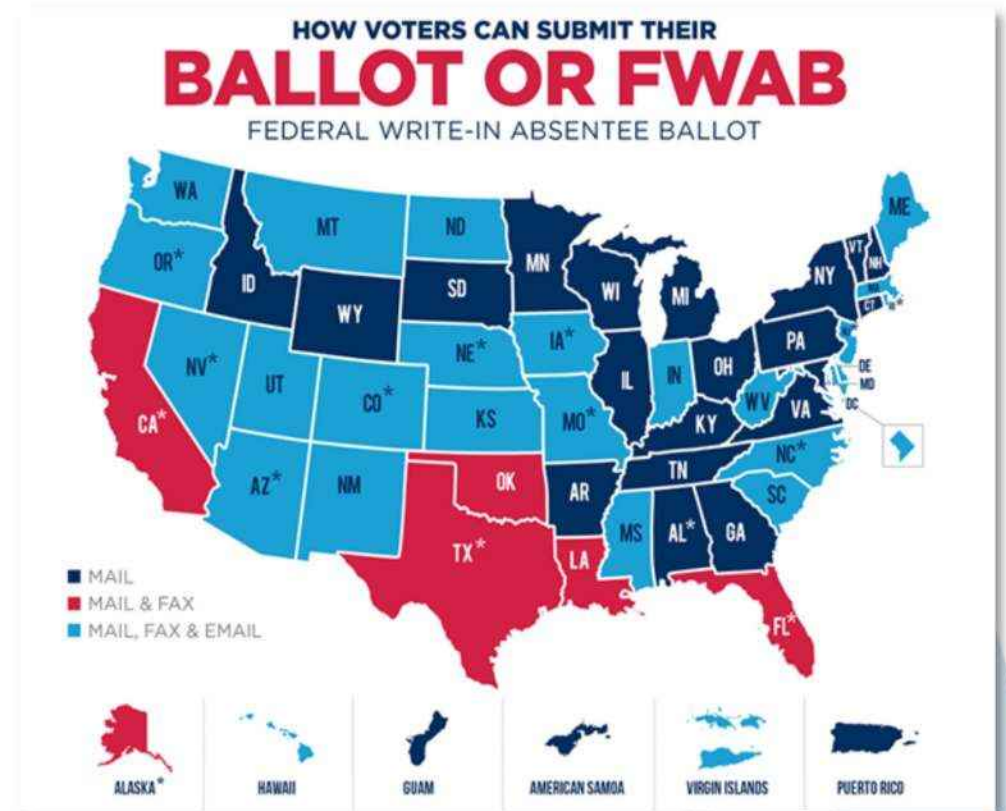 HOW VOTERS CAN SUBMIT THEIR
BALLOT OR FWAB
FEDERAL WRITE-IN ABSENTEE BALLOT
WA
MT
ND
MN
ME
OR*
ID
WY
SD
WI
MI
NY
VT
NH
MA
CT
NV*
UT
CO*
NE*
IA*
IL
IN
OH
PA
NJ
DE
MD
DC
CA*
KS
MO*
KY
WV
VA
AZ*
NM
OK
AR
TN
NC*
SC
TX*
LA
MS
AL*
GA
FL*
MAIL
MAIL & FAX
MAIL, FAX & EMAIL
ALASKA*
HAWAII
GUAM
AMERICAN SAMOA
VIRGIN ISLANDS
PUERTO RICO